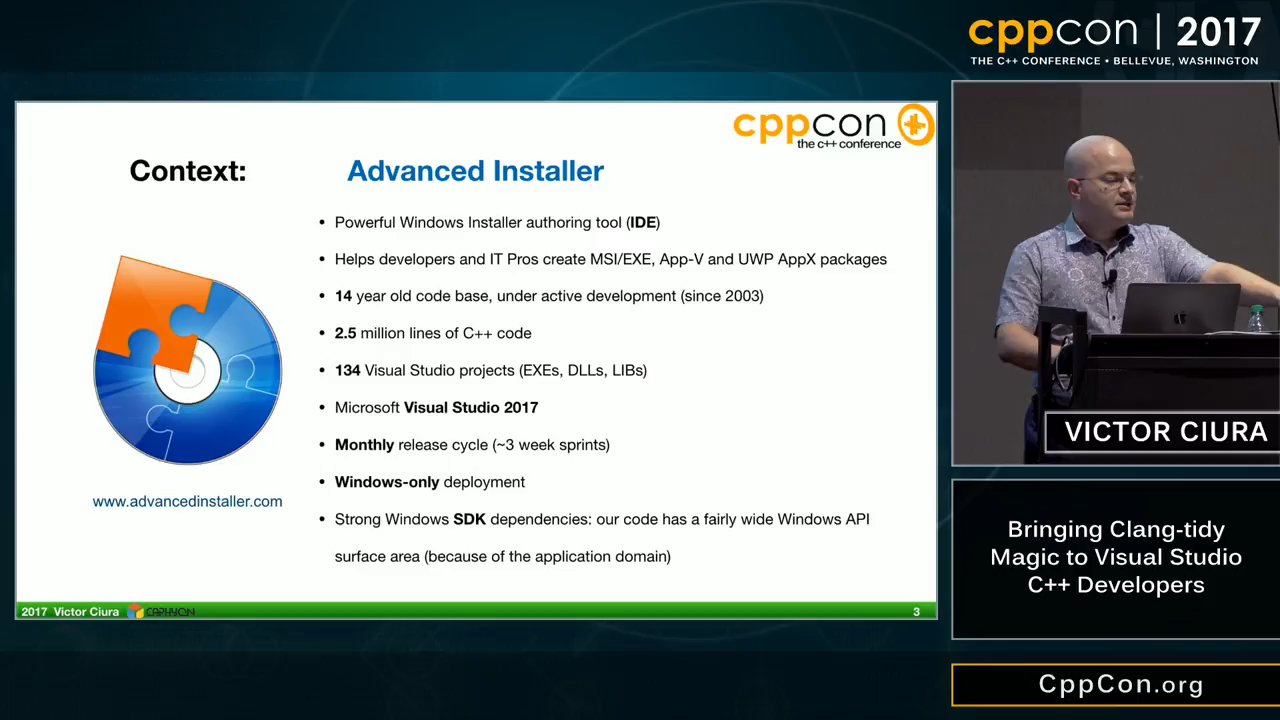 cppcon | 2017
THE C++ CONFERENCE • BELLEVUE, WASHINGTON
cppcon
the c++ conference
Context:
Advanced Installer
• Powerful Windows Installer authoring tool (IDE)
• Helps developers and IT Pros create MSI/EXE, App-V and UWP AppX packages
• 14 year old code base, under active development (since 2003)
• 2.5 million lines of C++ code
• 134 Visual Studio projects (EXEs, DLLs, LIBs)
• Microsoft Visual Studio 2017
• Monthly release cycle (~3 week sprints)
• Windows-only deployment
• Strong Windows SDK dependencies: our code has a fairly wide Windows API
surface area (because of the application domain)
www.advancedinstaller.com
2017 Victor Ciura
CAPHYON
3
VICTOR CIURA
Bringing Clang-tidy
Magic to Visual Studio
C++ Developers
CppCon.org